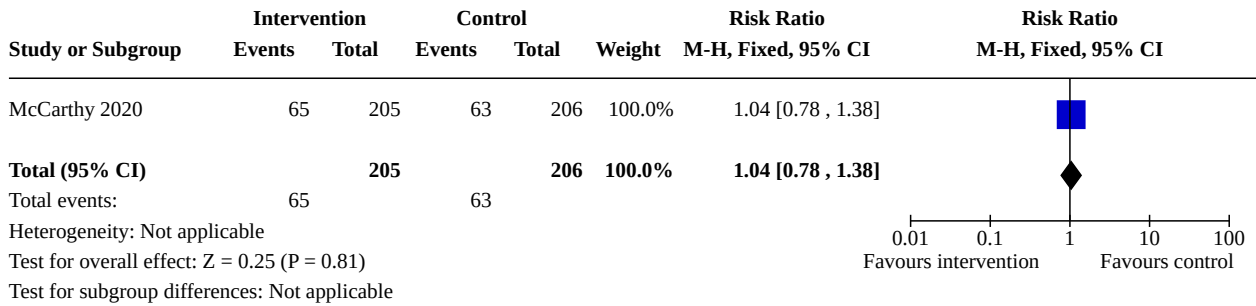 Intervention Control Risk Ratio Risk Ratio
Study or Subgroup Events Total Events Total Weight M-H, Fixed, 95% CI M-H, Fixed, 95% CI
McCarthy 2020 65 205 63 206 100.0% 1.04 [0.78 , 1.38]
Total (95% CI) 205 206 100.0% 1.04 [0.78 , 1.38]
Total events: 65 63
Heterogeneity: Not applicable
0.01 0.1 1 10 100
Test for overall effect: Z = 0.25 (P = 0.81) Favours intervention Favours control
Test for subgroup differences: Not applicable